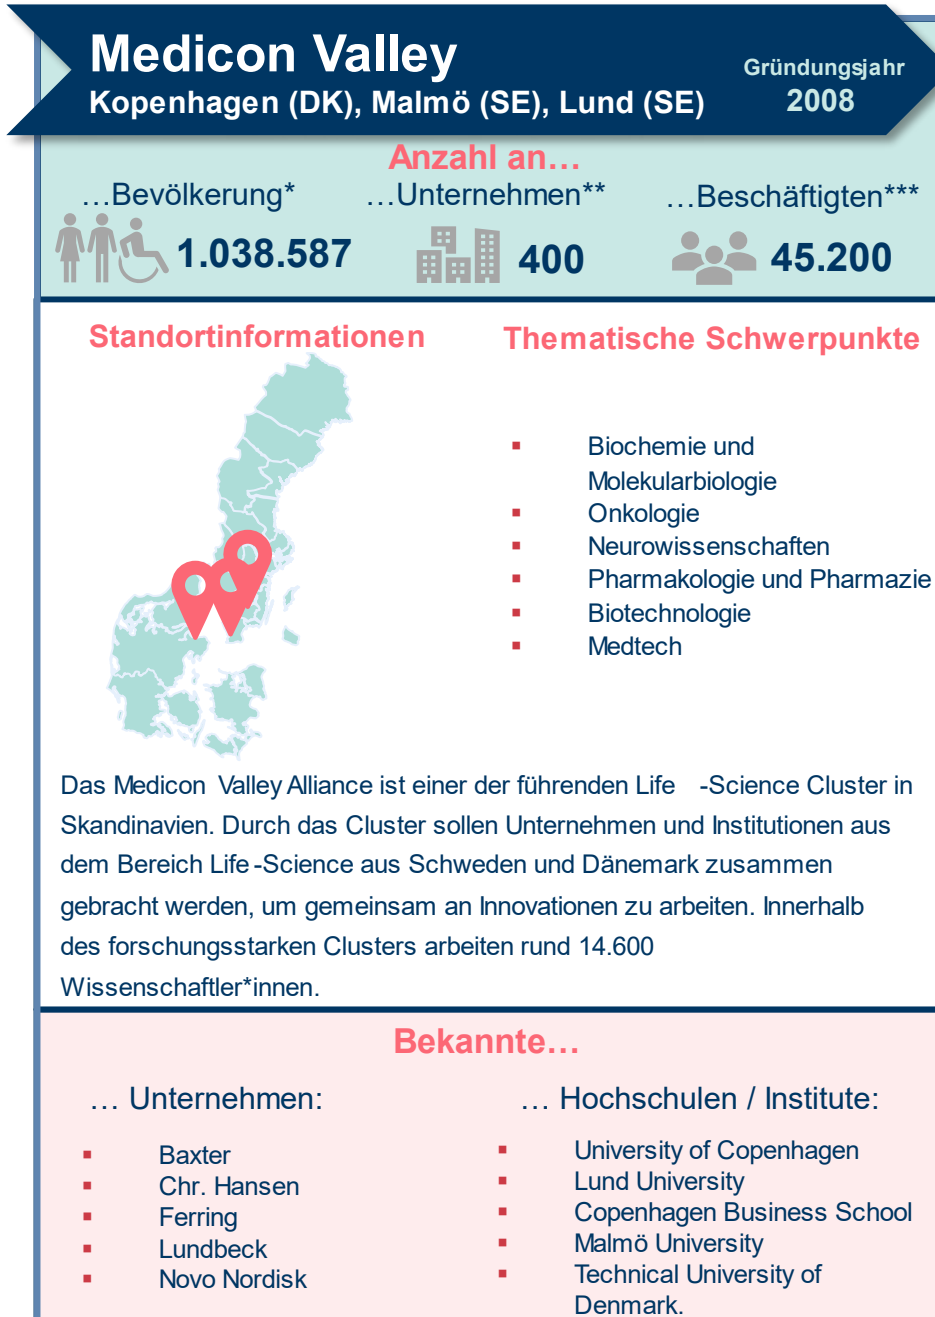 Medicon Valley
Kopenhagen (DK), Malmö (SE), Lund (SE)
Gründungsjahr
2008
Anzahl an…
…Bevölkerung*
1.038.587
…Unternehmen**
400
…Beschäftigten***
45.200
Standortinformationen
Thematische Schwerpunkte
▪ Biochemie und
Molekularbiologie
▪ Onkologie
▪ Neurowissenschaften
▪ Pharmakologie und Pharmazie
▪ Biotechnologie
▪ Medtech
Das Medicon Valley Alliance ist einer der führenden Life -Science Cluster in
Skandinavien. Durch das Cluster sollen Unternehmen und Institutionen aus
dem Bereich Life -Science aus Schweden und Dänemark zusammen
gebracht werden, um gemeinsam an Innovationen zu arbeiten. Innerhalb
des forschungsstarken Clusters arbeiten rund 14.600
Wissenschaftler*innen.
Bekannte…
… Unternehmen:
▪ Baxter
▪ Chr. Hansen
▪ Ferring
▪ Lundbeck
▪ Novo Nordisk
… Hochschulen / Institute:
▪ University of Copenhagen
▪ Lund University
▪ Copenhagen Business School
▪ Malmö University
▪ Technical University of
Denmark.